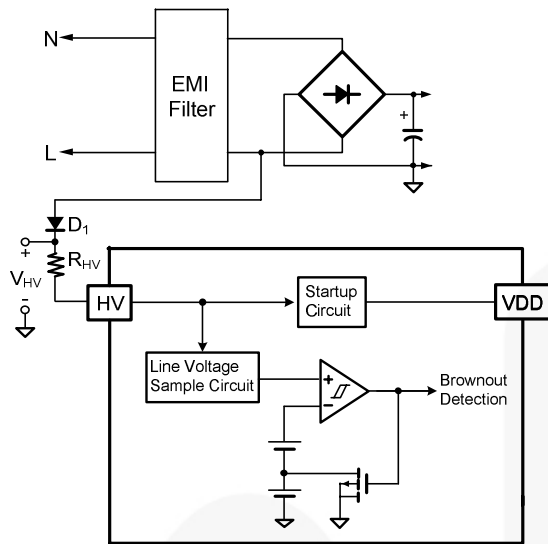 N
EMI
Filter
+
L
D1
+
VHV
-
RHV
HV
Startup
Circuit
VDD
Line Voltage
Sample Circuit
+
−
Brownout
Detection